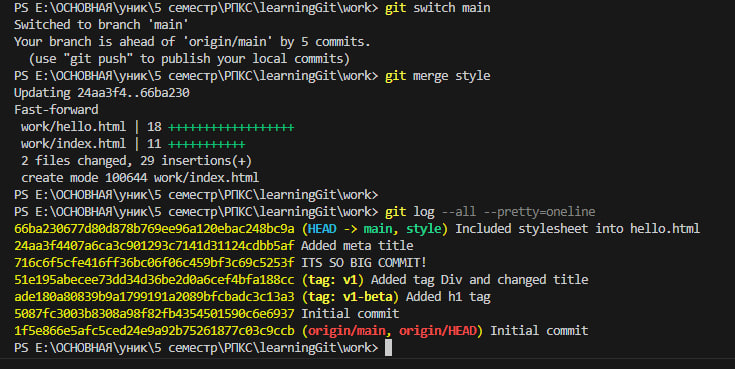 PS E:\ОСНОВНАЯ\уник\5 семестр\РПКС\learningGit\work> git switch main
Switched to branch 'main'
Your branch is ahead of 'origin/main' by 5 commits.
  (use "git push" to publish your local commits)
PS E:\ОСНОВНАЯ\уник\5 семестр\РПКС\learningGit\work> git merge style
Updating 24aa3f4..66ba230
Fast-forward
 work/hello.html | 18 ++++++++++++++++++
 work/index.html | 11 +++++++++++
 2 files changed, 29 insertions(+)
 create mode 100644 work/index.html
PS E:\ОСНОВНАЯ\уник\5 семестр\РПКС\learningGit\work>
PS E:\ОСНОВНАЯ\уник\5 семестр\РПКС\learningGit\work> git log --all --pretty=oneline
66ba230677d80d878b769ee96a120ebac248bc9a (HEAD -> main, style) Included stylesheet into hello.html
24aa3f4407a6ca3c901293c7141d31124cdbb5af Added meta title
716c6f5cfe416ff36bc06f06c459bf3c69c5253f ITS SO BIG COMMIT!
51e195abecee73dd34d36be2d0a6cef4bfa188cc (tag: v1) Added tag Div and changed title
ade180a80839b9a1799191a2089bfcbadc3c13a3 (tag: v1-beta) Added h1 tag
5087fc3003b8308a98f82fb4354501590c6e6937 Initial commit
1f5e866e5afc5ced24e9a92b75261877c03c9ccb (origin/main, origin/HEAD) Initial commit
PS E:\ОСНОВНАЯ\уник\5 семестр\РПКС\learningGit\work>